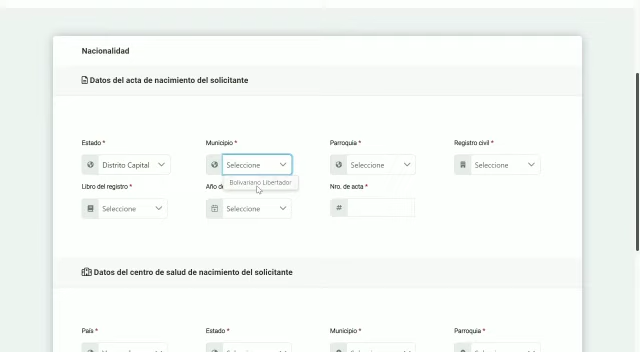 Nacionalidad
Datos del acta de nacimiento del solicitante
Estado * Municipio * Parroquia * Registro civil *
Distrito Capital Seleccione Seleccione Seleccione
Bolivariano Libertador
Libro del registro * Año Nro. de acta *
Seleccione Seleccione #
Datos del centro de salud de nacimiento del solicitante
País * Estado * Municipio * Parroquia *